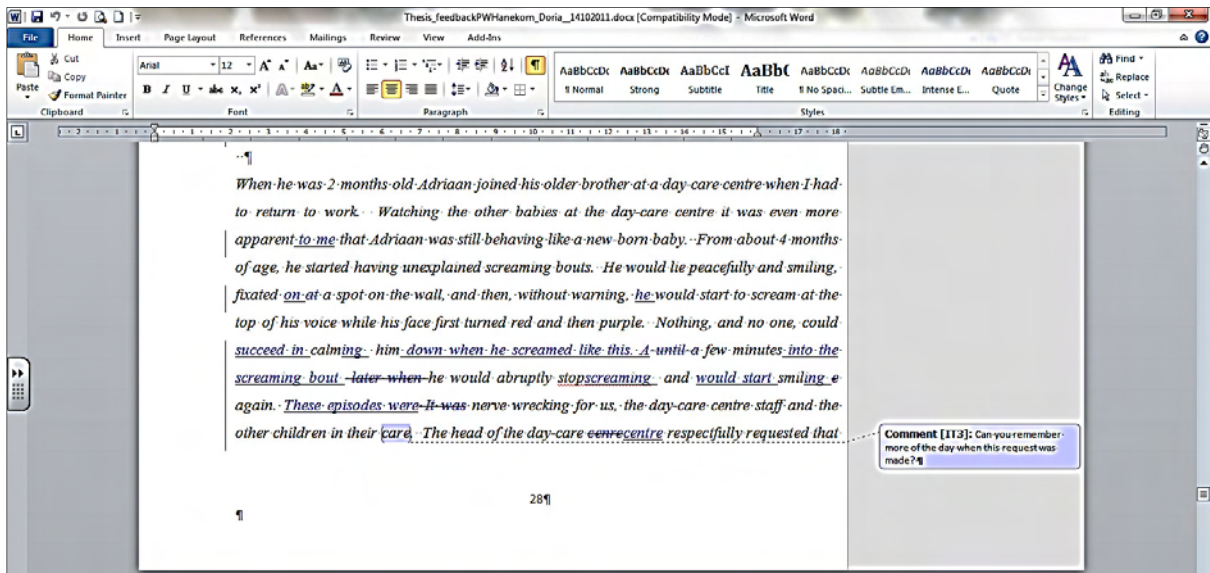 Thesis_feedbackPWHanekom_Doria__14102011.docx [Compatibility Mode] - Microsoft Word
File Home Insert Page Layout References Mailings Review View Add-Ins
Cut
Copy
Format Painter
Paste
Clipboard
Arial 12
Font
Paragraph
AaBbCcDc AaBbCcDc AaBbCcI AaBb( AaBbCcDc AaBbCcDc AaBbCcDc AaBbCcDc
¶ Normal Strong Subtitle Title ¶ No Spaci... Subtle Em... Intense E... Quote
Change Styles
Styles
Find
Replace
Select
Editing
When he was 2 months old Adriaan joined his older brother at a day-care centre when I had
to return to work. Watching the other babies at the day-care centre it was even more
apparent to me that Adriaan was still behaving like a new born baby. From about 4 months
of age, he started having unexplained screaming bouts. He would lie peacefully and smiling,
fixated on at a spot on the wall, and then, without warning, he would start to scream at the
top of his voice while his face first turned red and then purple. Nothing, and no one, could
succeed in calming him down when he screamed like this. A until a few minutes into the
screaming bout later when he would abruptly stopscreaming and would start smiling e
again. These episodes were It was nerve wrecking for us, the day-care centre staff and the
other children in their care. The head of the day-care cenrecentre respectfully requested that
Comment [IT3]: Can you remember
more of the day when this request was
made?¶
28¶
¶